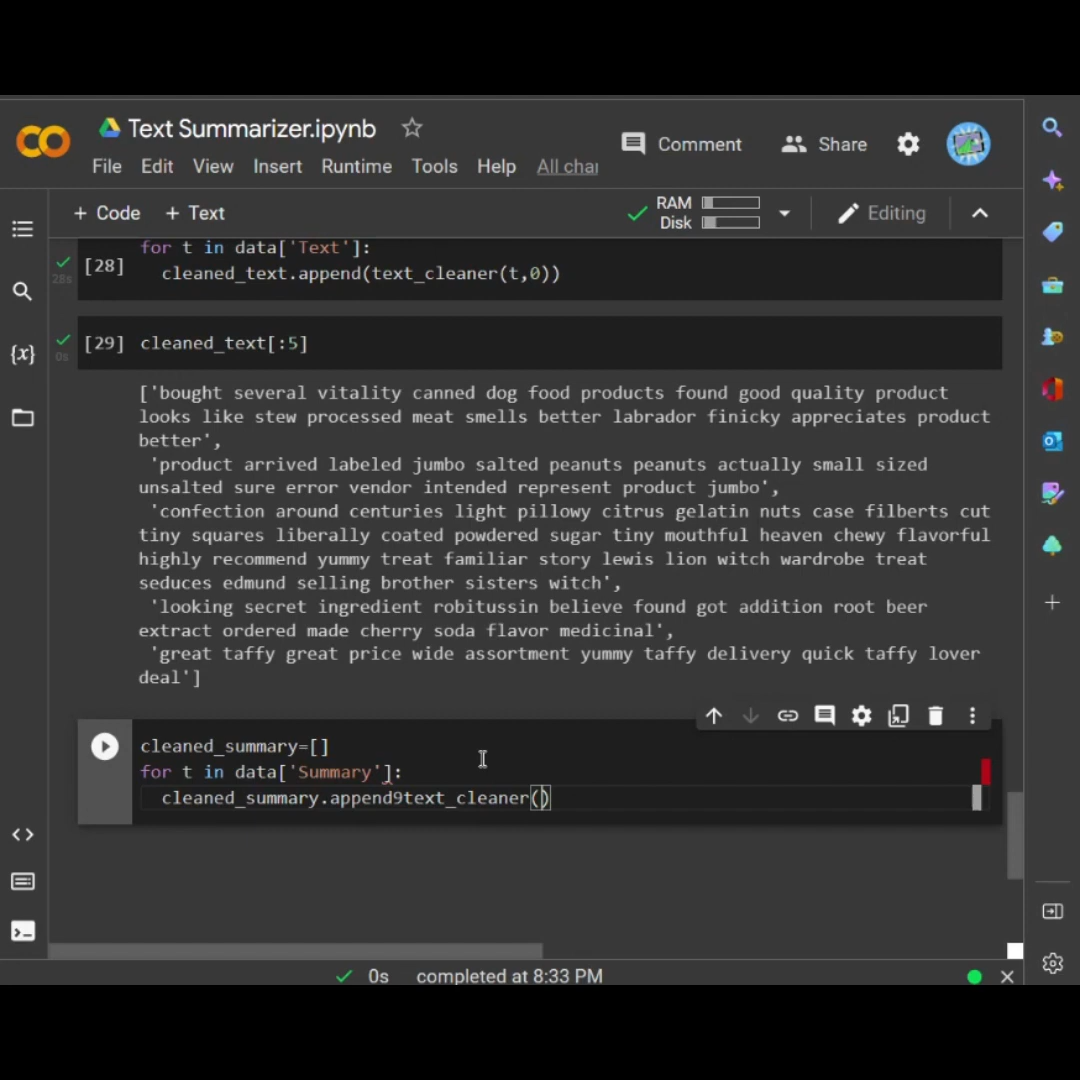 Text Summarizer.ipynb
Comment
Share
File Edit View Insert Runtime Tools Help All chan
+ Code + Text
RAM
Disk
Editing
for t in data['Text']:
[28]
28s
cleaned_text.append(text_cleaner(t,0))
[29] cleaned_text[:5]
0s
['bought several vitality canned dog food products found good quality product
looks like stew processed meat smells better labrador finicky appreciates product
better',
'product arrived labeled jumbo salted peanuts peanuts actually small sized
unsalted sure error vendor intended represent product jumbo',
'confection around centuries light pillowy citrus gelatin nuts case filberts cut
tiny squares liberally coated powdered sugar tiny mouthful heaven chewy flavorful
highly recommend yummy treat familiar story lewis lion witch wardrobe treat
seduces edmund selling brother sisters witch',
'looking secret ingredient robitussin believe found got addition root beer
extract ordered made cherry soda flavor medicinal',
'great taffy great price wide assortment yummy taffy delivery quick taffy lover
deal']
cleaned_summary=[]
for t in data['Summary']:
cleaned_summary.append9text_cleaner()
0s completed at 8:33 PM